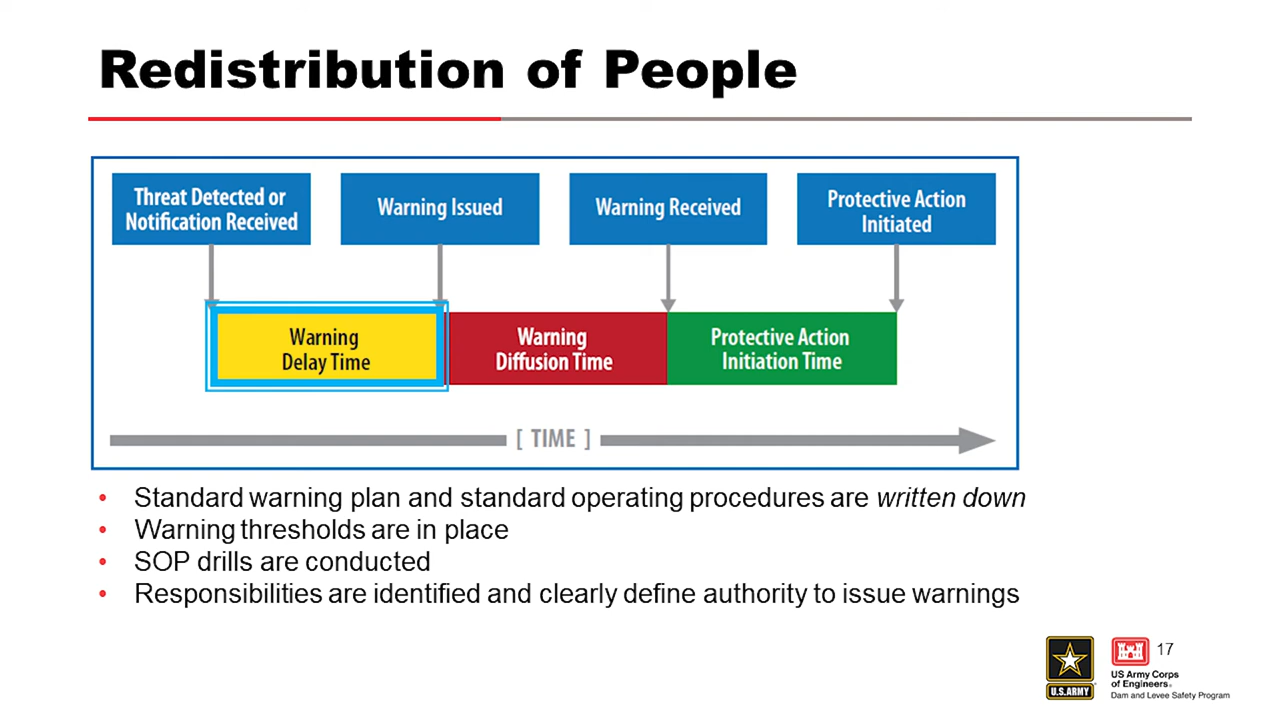 Redistribution of People
Threat Detected or
Notification Received
Warning Issued
Warning Received
Protective Action
Initiated
Warning
Delay Time
Warning
Diffusion Time
Protective Action
Initiation Time
[ TIME ]
• Standard warning plan and standard operating procedures are written down
• Warning thresholds are in place
• SOP drills are conducted
• Responsibilities are identified and clearly define authority to issue warnings
U.S.ARMY
US Army Corps
of Engineers®
Dam and Levee Safety Program
17